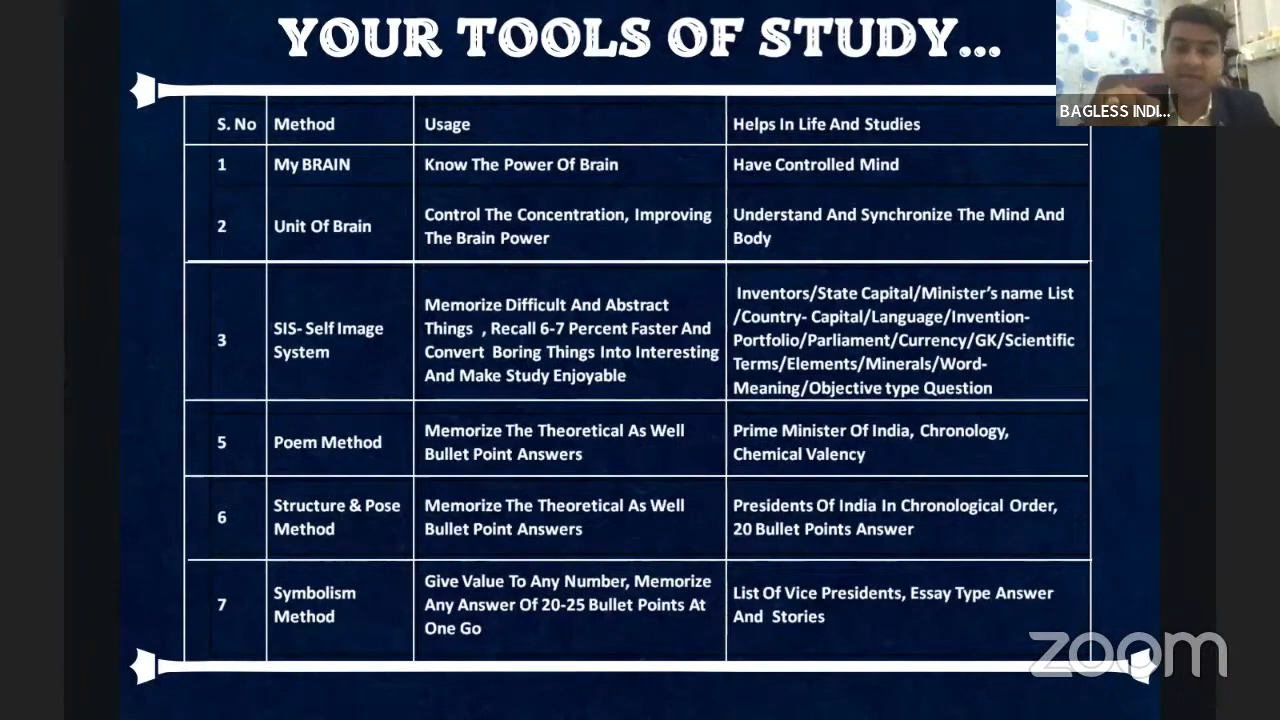 YOUR TOOLS OF STUDY...
BAGLESS INDI...
S. No Method Usage Helps In Life And Studies
1 My BRAIN Know The Power Of Brain Have Controlled Mind
2 Unit Of Brain
Control The Concentration, Improving
The Brain Power
Understand And Synchronize The Mind And
Body
3
SIS- Self Image
System
Memorize Difficult And Abstract
Things , Recall 6-7 Percent Faster And
Convert Boring Things Into Interesting
And Make Study Enjoyable
Inventors/State Capital/Minister's name List
/Country- Capital/Language/Invention-
Portfolio/Parliament/Currency/GK/Scientific
Terms/Elements/Minerals/Word-
Meaning/Objective type Question
5 Poem Method
Memorize The Theoretical As Well
Bullet Point Answers
Prime Minister Of India, Chronology,
Chemical Valency
6
Structure & Pose
Method
Memorize The Theoretical As Well
Bullet Point Answers
Presidents Of India In Chronological Order,
20 Bullet Points Answer
7
Symbolism
Method
Give Value To Any Number, Memorize
Any Answer Of 20-25 Bullet Points At
One Go
List Of Vice Presidents, Essay Type Answer
And Stories
zoom